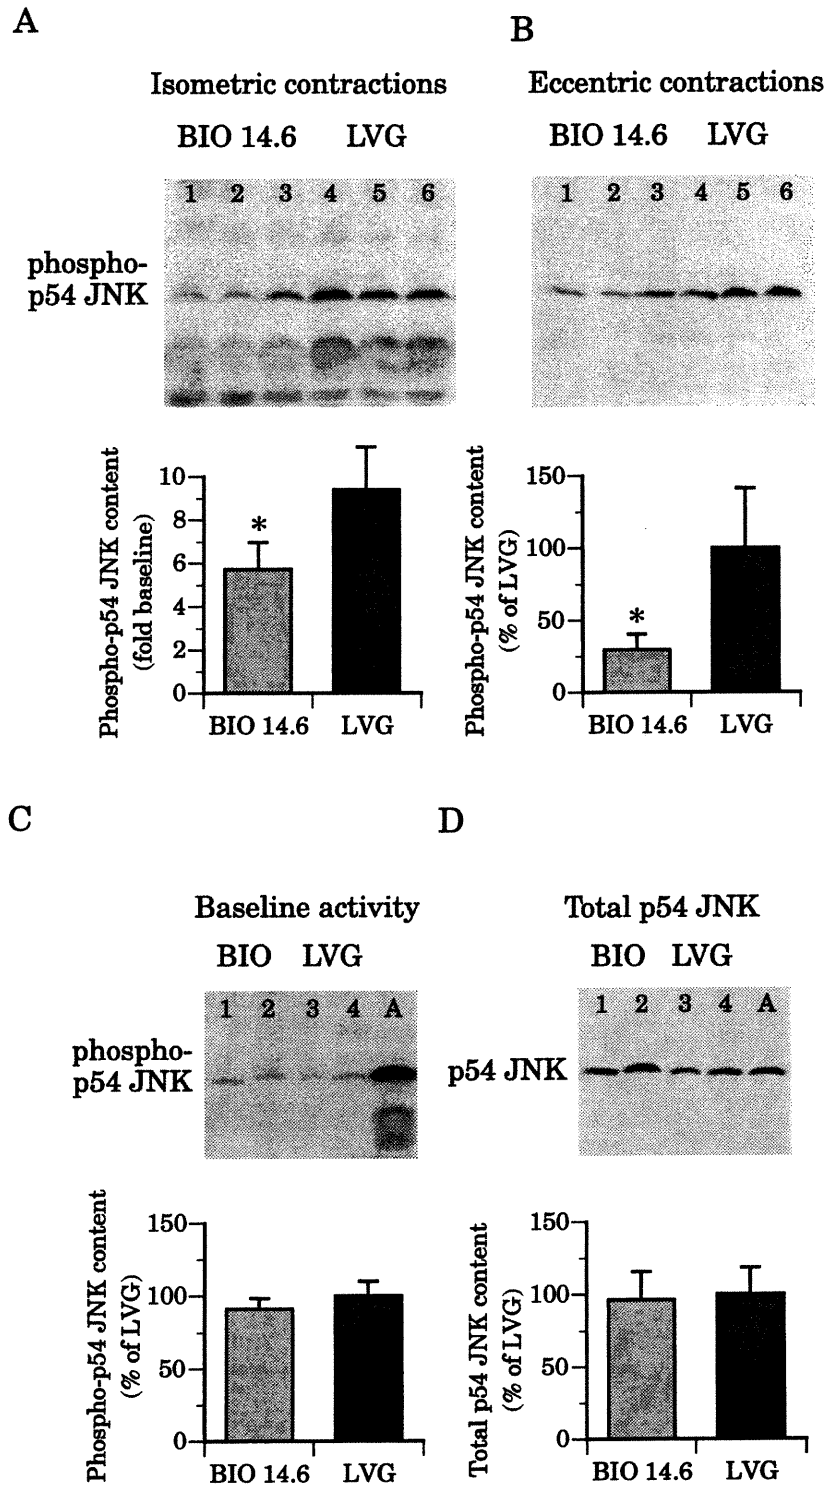 A
B
Isometric contractions
Eccentric contractions
BIO 14.6 LVG
BIO 14.6 LVG
1 2 3 4 5 6
1 2 3 4 5 6
phospho-
p54 JNK
Phospho-p54 JNK content
(fold baseline)
10
8
6
4
2
0
*
BIO 14.6 LVG
Phospho-p54 JNK content
(% of LVG)
150
100
50
0
*
BIO 14.6 LVG
C
D
Baseline activity
Total p54 JNK
BIO LVG
BIO LVG
1 2 3 4 A
1 2 3 4 A
phospho-
p54 JNK
p54 JNK
Phospho-p54 JNK content
(% of LVG)
150
100
50
0
BIO 14.6 LVG
Total p54 JNK content
(% of LVG)
150
100
50
0
BIO 14.6 LVG